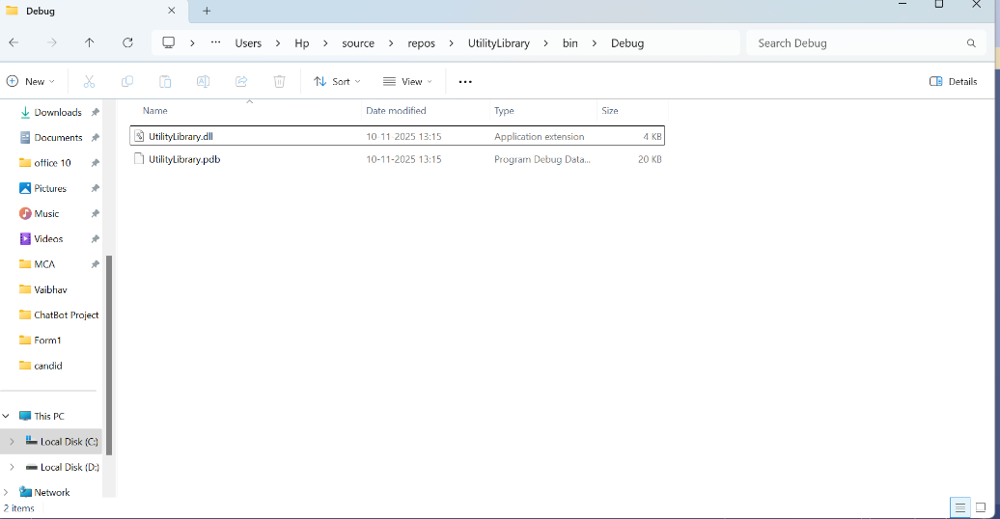 Debug
Users Hp source repos UtilityLibrary bin Debug
Search Debug
New Sort View Details
Name Date modified Type Size
UtilityLibrary.dll 10-11-2025 13:15 Application extension 4 KB
UtilityLibrary.pdb 10-11-2025 13:15 Program Debug Data... 20 KB
Downloads
Documents
office 10
Pictures
Music
Videos
MCA
Vaibhav
ChatBot Project
Form1
candid
This PC
Local Disk (C:)
Local Disk (D:)
Network
2 items